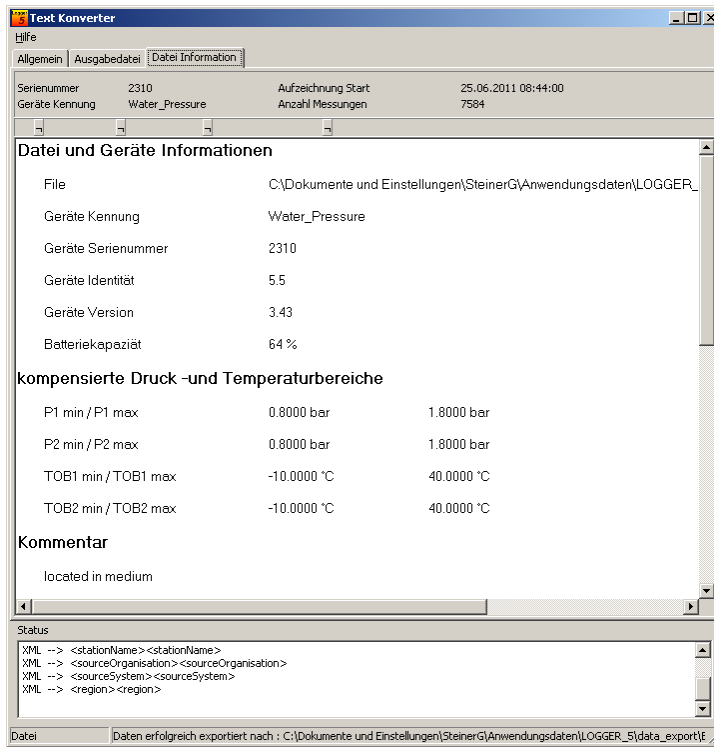 Logger
5
Text Konverter
Hilfe
Allgemein Ausgabedatei Datei Information
Serienummer 2310 Aufzeichnung Start 25.06.2011 08:44:00
Geräte Kennung Water_Pressure Anzahl Messungen 7584
Datei und Geräte Informationen
File C:\Dokumente und Einstellungen\SteinerG\Anwendungsdaten\LOGGER_
Geräte Kennung Water_Pressure
Geräte Serienummer 2310
Geräte Identität 5.5
Geräte Version 3.43
Batteriekapaziät 64 %
kompensierte Druck -und Temperaturbereiche
P1 min / P1 max 0.8000 bar 1.8000 bar
P2 min / P2 max 0.8000 bar 1.8000 bar
TOB1 min / TOB1 max -10.0000 °C 40.0000 °C
TOB2 min / TOB2 max -10.0000 °C 40.0000 °C
Kommentar
located in medium
Status
XML --> <stationName><stationName>
XML --> <sourceOrganisation><sourceOrganisation>
XML --> <sourceSystem><sourceSystem>
XML --> <region><region>
Datei Daten erfolgreich exportiert nach : C:\Dokumente und Einstellungen\SteinerG\Anwendungsdaten\LOGGER_5\data_export\E